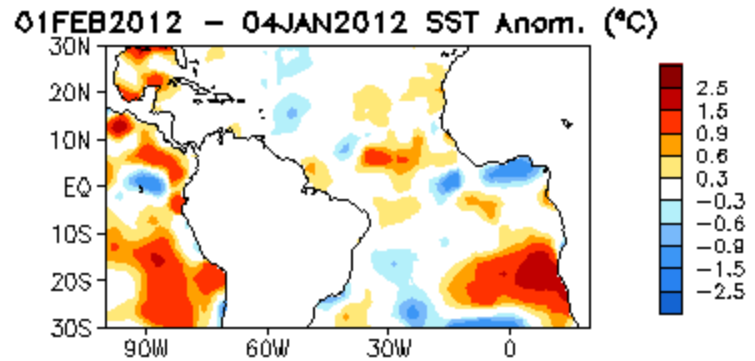 01FEB2012 – 04JAN2012 SST Anom. (°C)
30N
20N
10N
EQ
10S
20S
30S
90W
60W
30W
0
2.5
1.5
0.9
0.6
0.3
−0.3
−0.6
−0.9
−1.5
−2.5